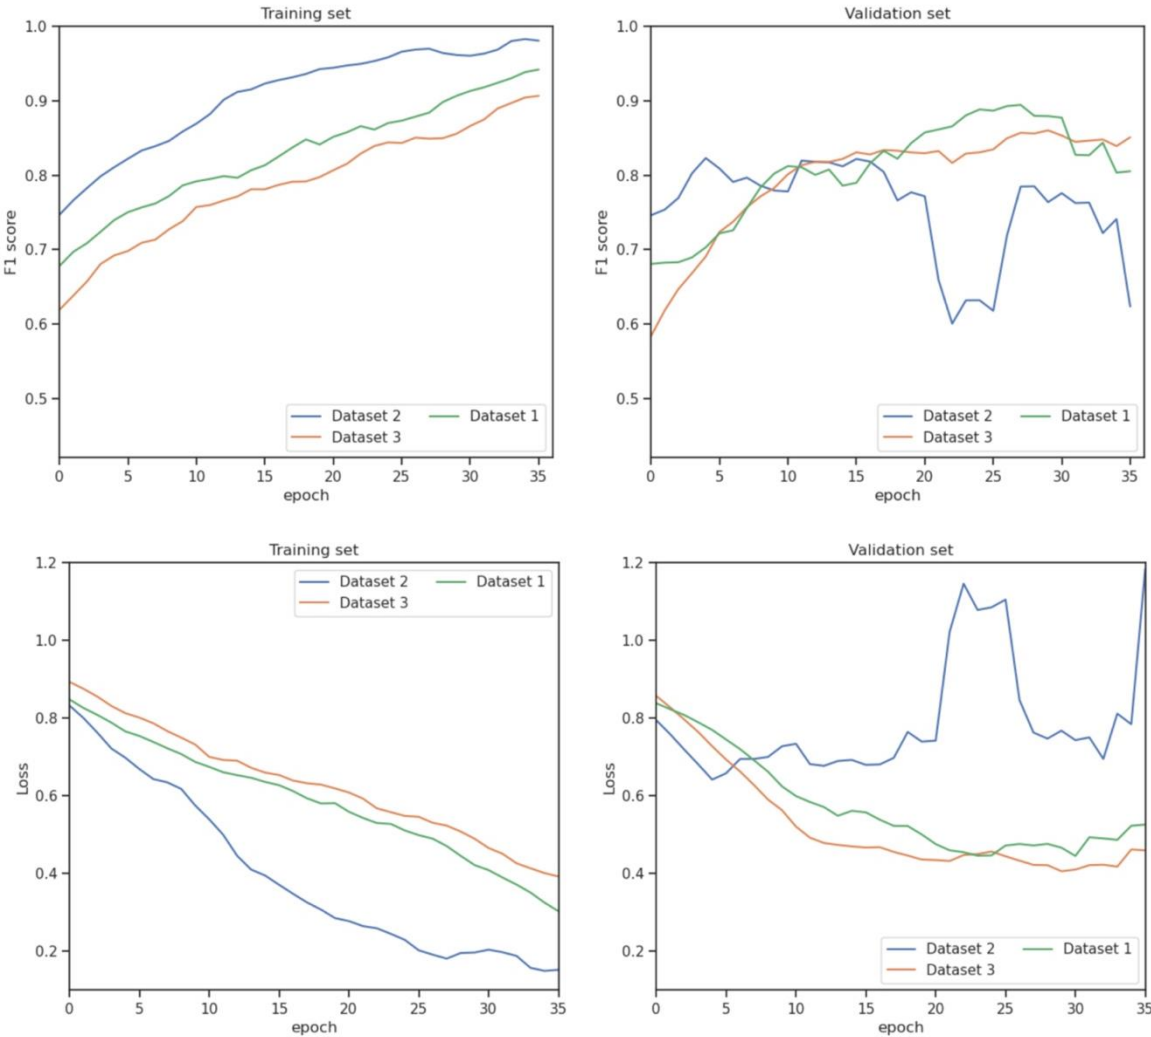 Training set
1.0
0.9
0.8
0.7
0.6
0.5
F1 score
Dataset 2 Dataset 1
Dataset 3
0 5 10 15 20 25 30 35
epoch
Validation set
1.0
0.9
0.8
0.7
0.6
0.5
F1 score
Dataset 2 Dataset 1
Dataset 3
0 5 10 15 20 25 30 35
epoch
Training set
1.2
1.0
0.8
0.6
0.4
0.2
Loss
Dataset 2 Dataset 1
Dataset 3
0 5 10 15 20 25 30 35
epoch
Validation set
1.2
1.0
0.8
0.6
0.4
0.2
Loss
Dataset 2 Dataset 1
Dataset 3
0 5 10 15 20 25 30 35
epoch